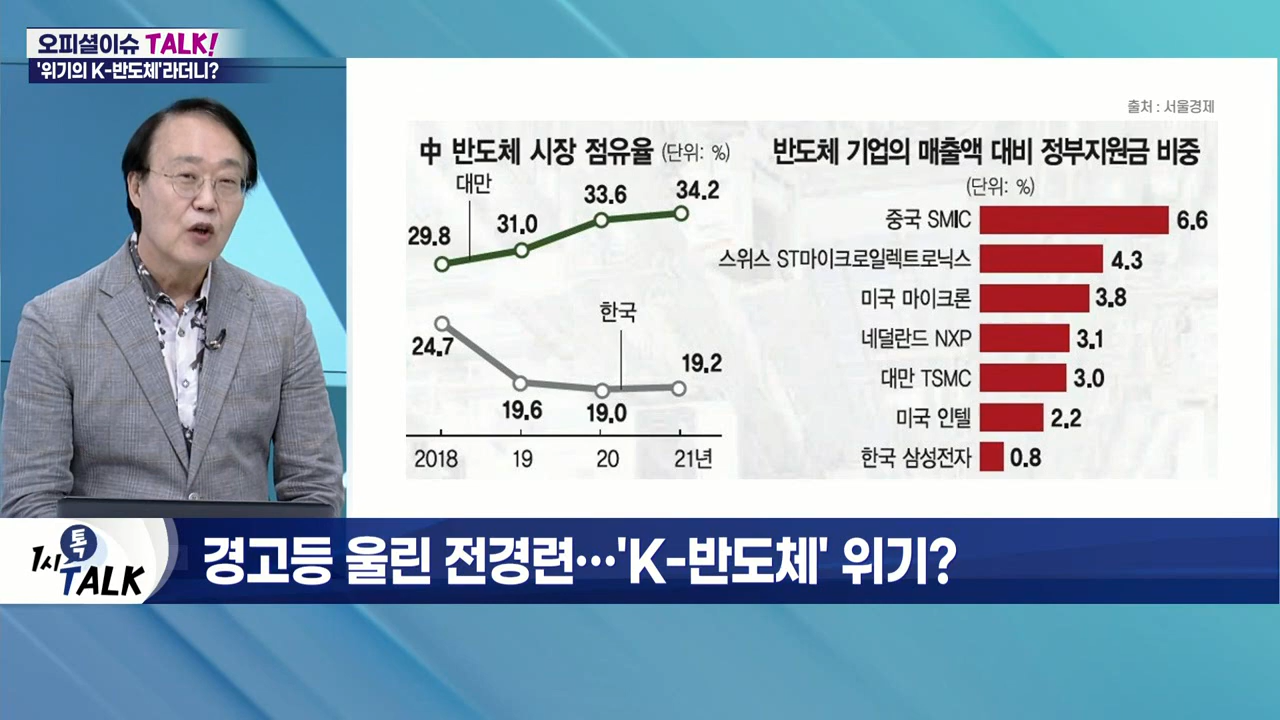 오피셜이슈 TALK!
'위기의 K-반도체'라더니?
출처 : 서울경제
中 반도체 시장 점유율 (단위: %)
대만
29.8
31.0
33.6
34.2
한국
24.7
19.6
19.0
19.2
2018 19 20 21년
반도체 기업의 매출액 대비 정부지원금 비중
(단위: %)
중국 SMIC 6.6
스위스 ST마이크로일렉트로닉스 4.3
미국 마이크론 3.8
네덜란드 NXP 3.1
대만 TSMC 3.0
미국 인텔 2.2
한국 삼성전자 0.8
1시 톡
TALK
경고등 울린 전경련…'K-반도체' 위기?